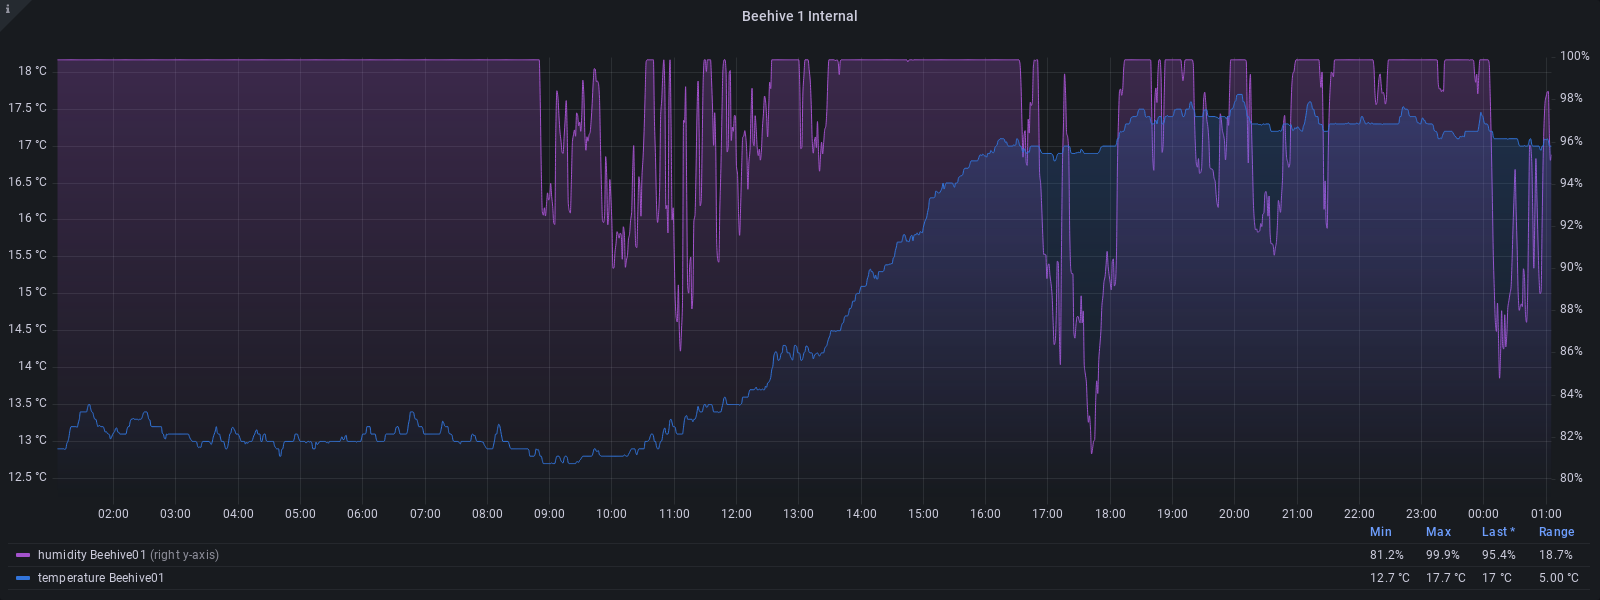 i
Beehive 1 Internal
18 °C
17.5 °C
17 °C
16.5 °C
16 °C
15.5 °C
15 °C
14.5 °C
14 °C
13.5 °C
13 °C
12.5 °C
100%
98%
96%
94%
92%
90%
88%
86%
84%
82%
80%
02:00 03:00 04:00 05:00 06:00 07:00 08:00 09:00 10:00 11:00 12:00 13:00 14:00 15:00 16:00 17:00 18:00 19:00 20:00 21:00 22:00 23:00 00:00 01:00
Min Max Last * Range
humidity Beehive01 (right y-axis) 81.2% 99.9% 95.4% 18.7%
temperature Beehive01 12.7 °C 17.7 °C 17 °C 5.00 °C